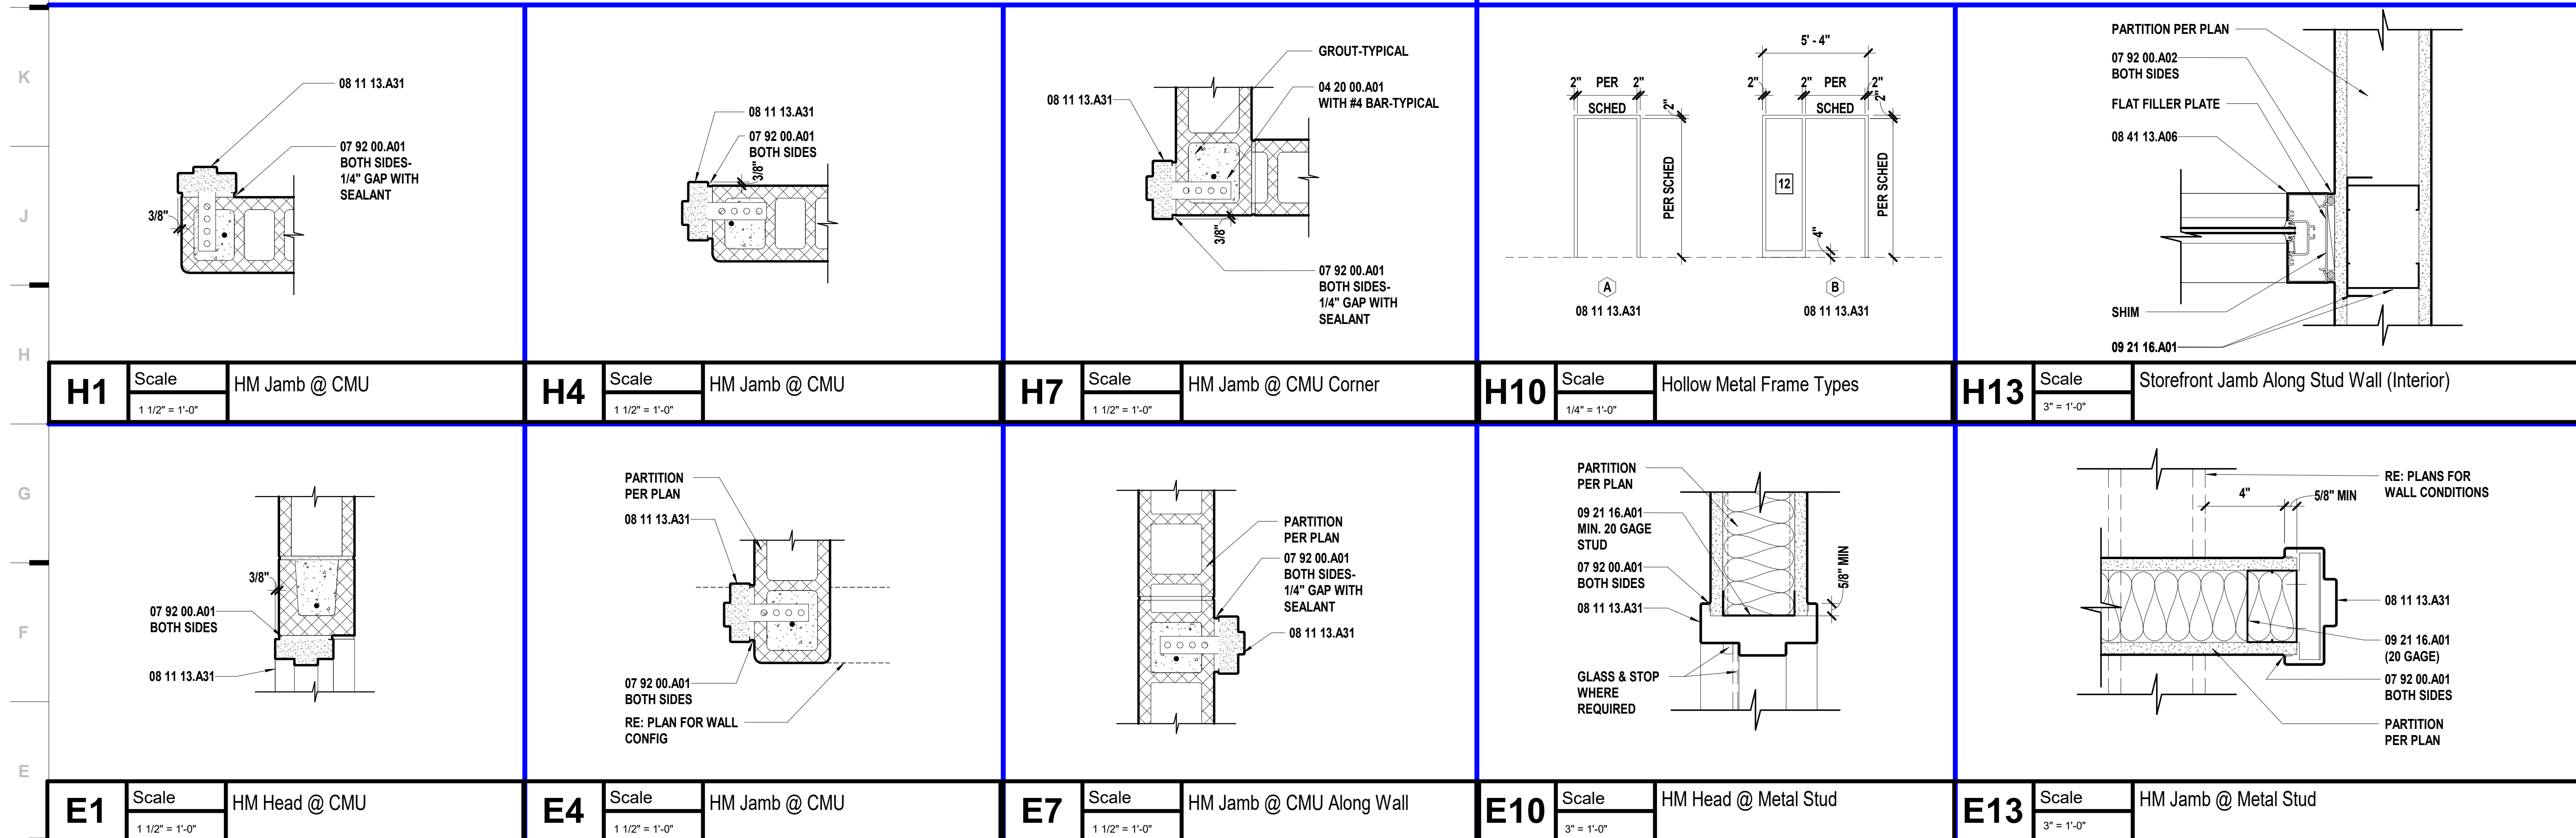 K
J
H
G
F
E
08 11 13.A31
07 92 00.A01
BOTH SIDES-
1/4" GAP WITH
SEALANT
3/8"
H1
Scale
1 1/2" = 1'-0"
HM Jamb @ CMU
08 11 13.A31
07 92 00.A01
BOTH SIDES
3/8"
H4
Scale
1 1/2" = 1'-0"
HM Jamb @ CMU
GROUT-TYPICAL
04 20 00.A01
WITH #4 BAR-TYPICAL
08 11 13.A31
3/8"
07 92 00.A01
BOTH SIDES-
1/4" GAP WITH
SEALANT
H7
Scale
1 1/2" = 1'-0"
HM Jamb @ CMU Corner
5' - 4"
2" PER 2"
SCHED
2"
PER SCHED
A
08 11 13.A31
2" 2" PER 2"
SCHED
2"
12
4"
PER SCHED
B
08 11 13.A31
H10
Scale
1/4" = 1'-0"
Hollow Metal Frame Types
PARTITION PER PLAN
07 92 00.A02
BOTH SIDES
FLAT FILLER PLATE
08 41 13.A06
SHIM
09 21 16.A01
H13
Scale
3" = 1'-0"
Storefront Jamb Along Stud Wall (Interior)
3/8"
07 92 00.A01
BOTH SIDES
08 11 13.A31
E1
Scale
1 1/2" = 1'-0"
HM Head @ CMU
PARTITION
PER PLAN
08 11 13.A31
07 92 00.A01
BOTH SIDES
RE: PLAN FOR WALL
CONFIG
E4
Scale
1 1/2" = 1'-0"
HM Jamb @ CMU
PARTITION
PER PLAN
07 92 00.A01
BOTH SIDES-
1/4" GAP WITH
SEALANT
08 11 13.A31
E7
Scale
1 1/2" = 1'-0"
HM Jamb @ CMU Along Wall
PARTITION
PER PLAN
09 21 16.A01
MIN. 20 GAGE
STUD
07 92 00.A01
BOTH SIDES
08 11 13.A31
5/8" MIN
GLASS & STOP
WHERE
REQUIRED
E10
Scale
3" = 1'-0"
HM Head @ Metal Stud
RE: PLANS FOR
WALL CONDITIONS
4"
5/8" MIN
08 11 13.A31
09 21 16.A01
(20 GAGE)
07 92 00.A01
BOTH SIDES
PARTITION
PER PLAN
E13
Scale
3" = 1'-0"
HM Jamb @ Metal Stud